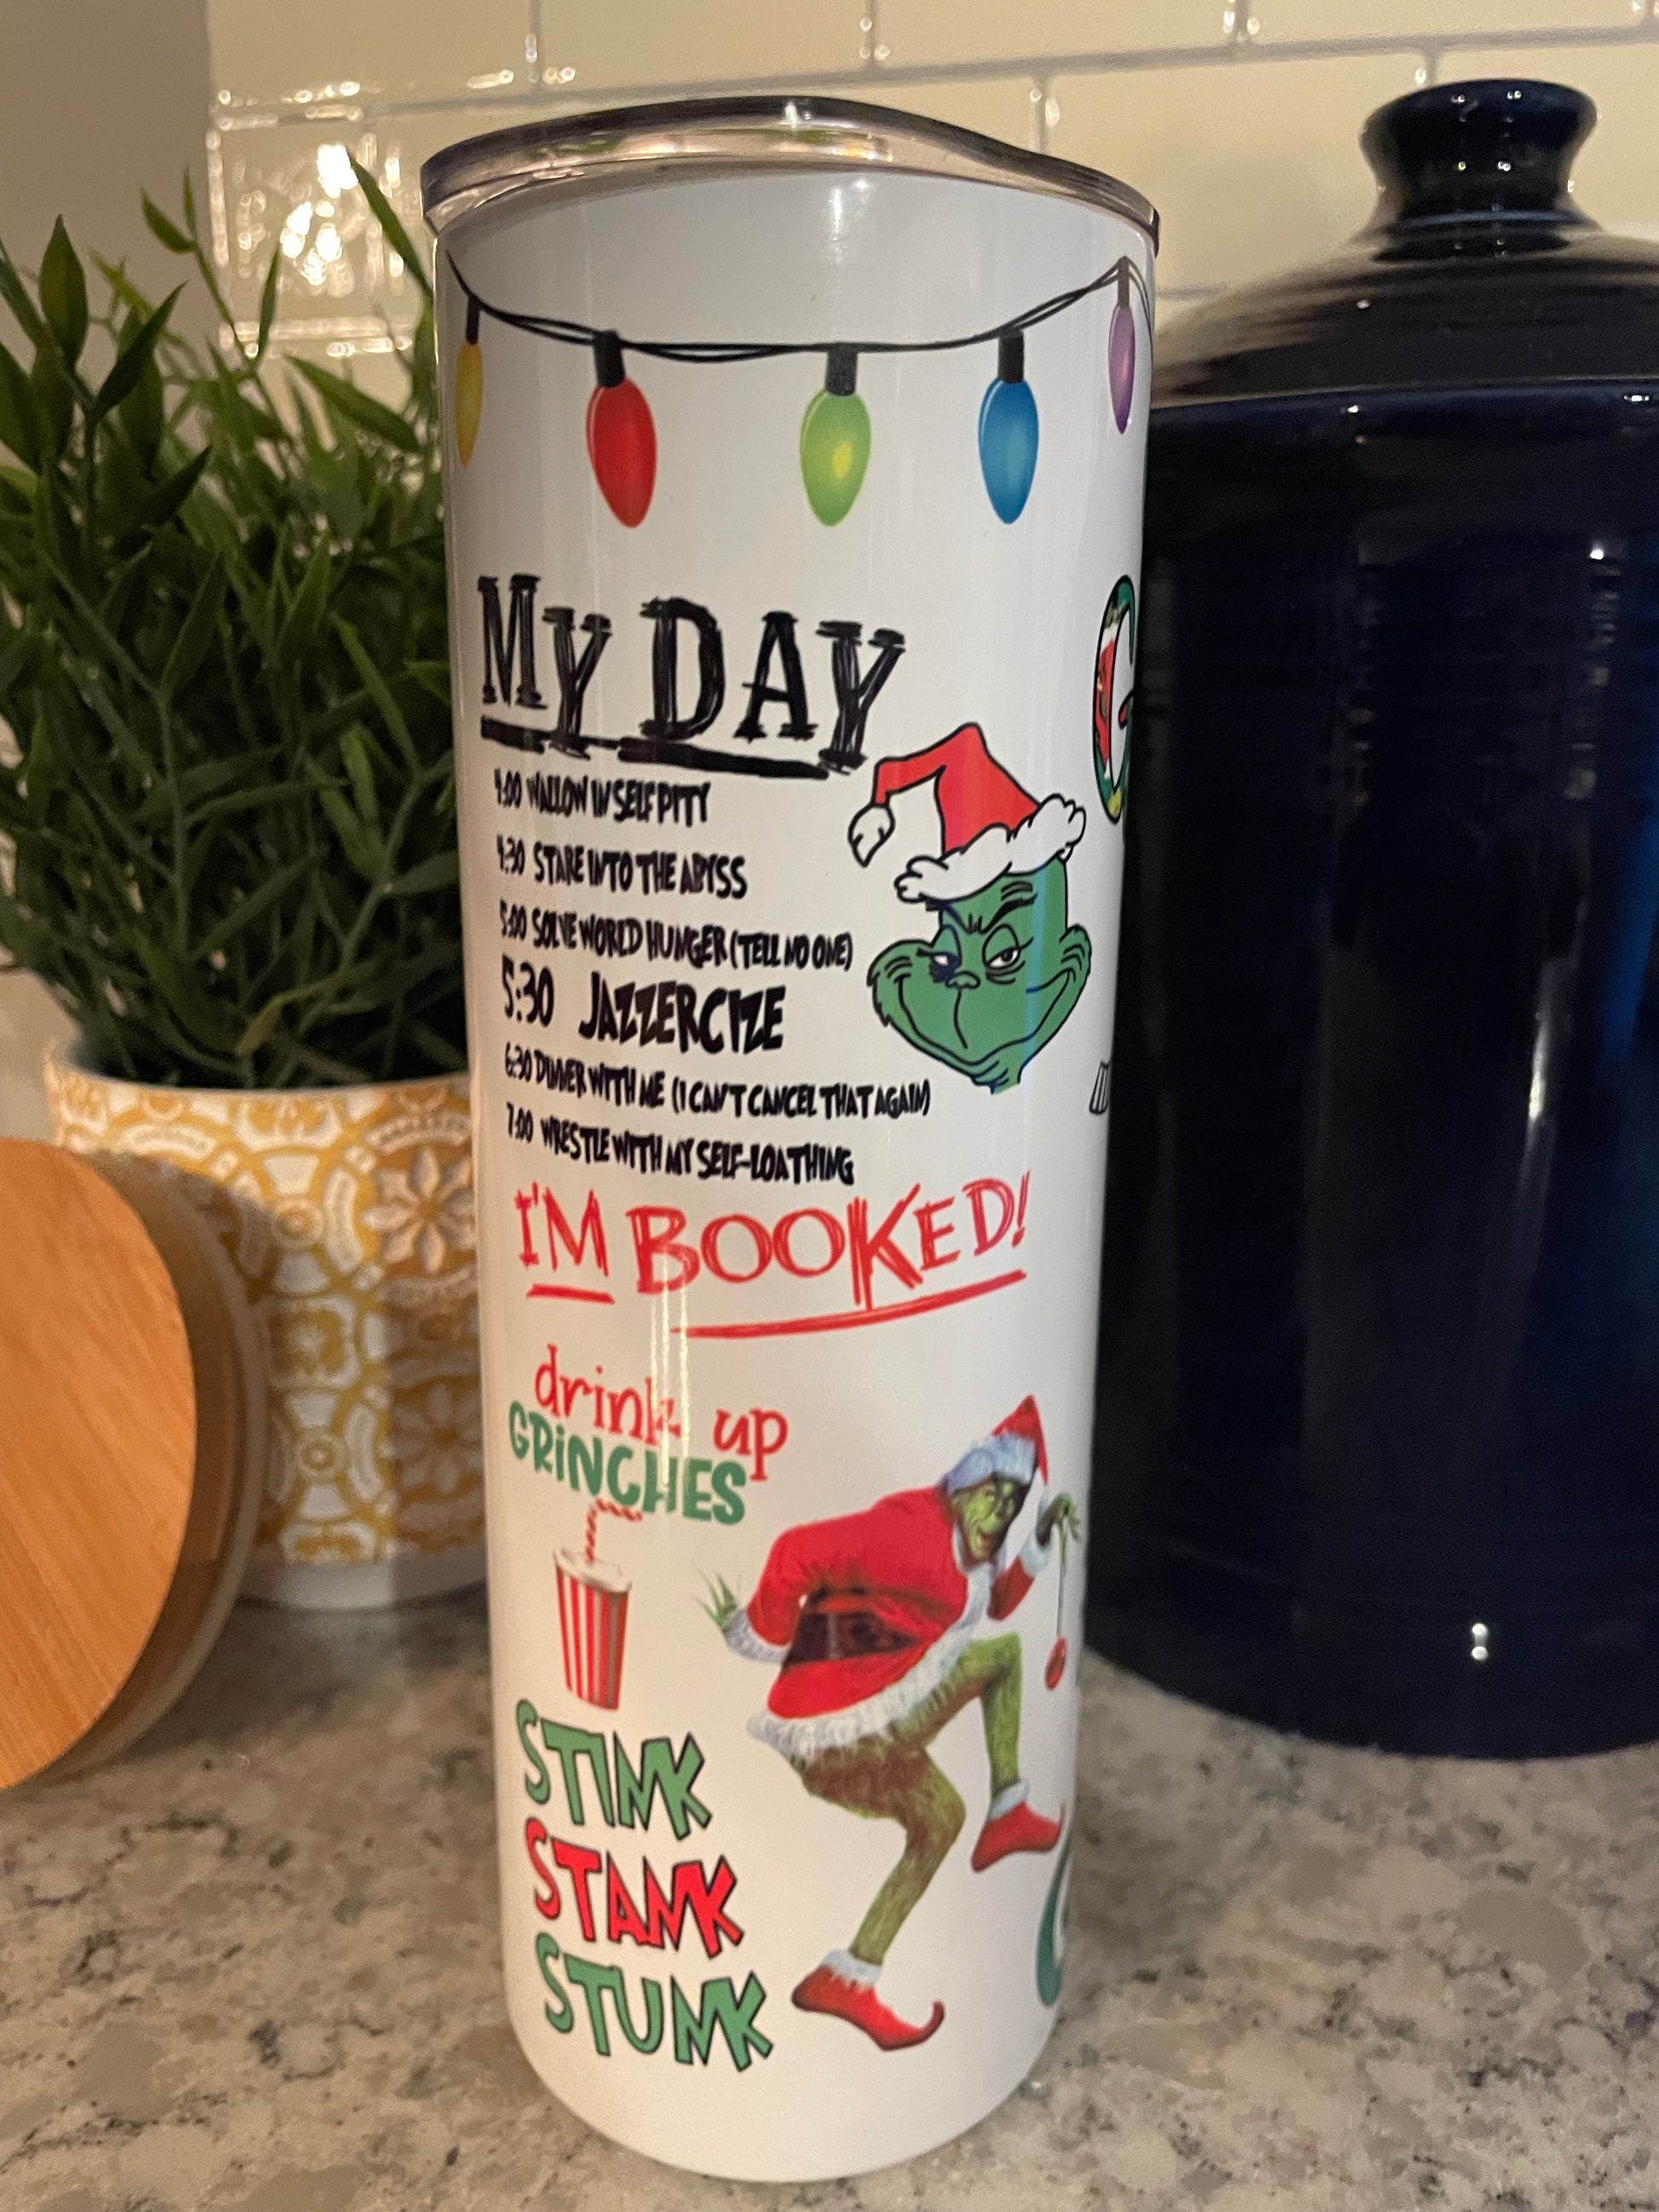 MY DAY
4:00 WALLOW IN SELF PITY
4:30 STARE INTO THE ABYSS
5:00 SOLVE WORLD HUNGER (TELL NO ONE)
5:30 JAZZERCIZE
6:30 DINNER WITH ME (I CAN'T CANCEL THAT AGAIN)
7:00 WRESTLE WITH MY SELF-LOATHING
I'M BOOKED!
drink up
GRINCHES
STINK
STANK
STUNK